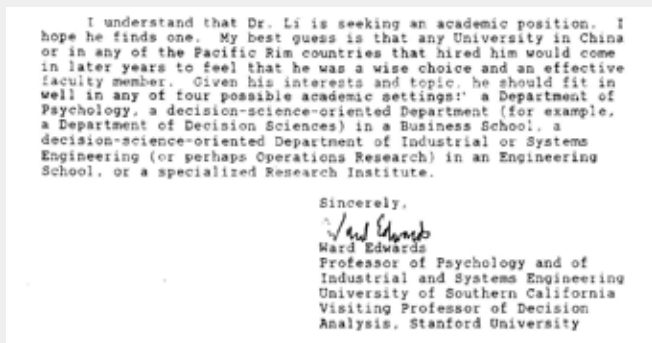 I understand that Dr. Li is seeking an academic position. I
hope he finds one. My best guess is that any University in China
or in any of the Pacific Rim countries that hired him would come
in later years to feel that he was a wise choice and an effective
faculty member. Given his interests and topic, he should fit in
well in any of four possible academic settings:' a Department of
Psychology, a decision-science-oriented Department (for example,
a Department of Decision Sciences) in a Business School, a
decision-science-oriented Department of Industrial or Systems
Engineering (or perhaps Operations Research) in an Engineering
School, or a specialized Research Institute.
Sincerely,
Ward Edwards
Ward Edwards
Professor of Psychology and of
Industrial and Systems Engineering
University of Southern California
Visiting Professor of Decision
Analysis, Stanford University